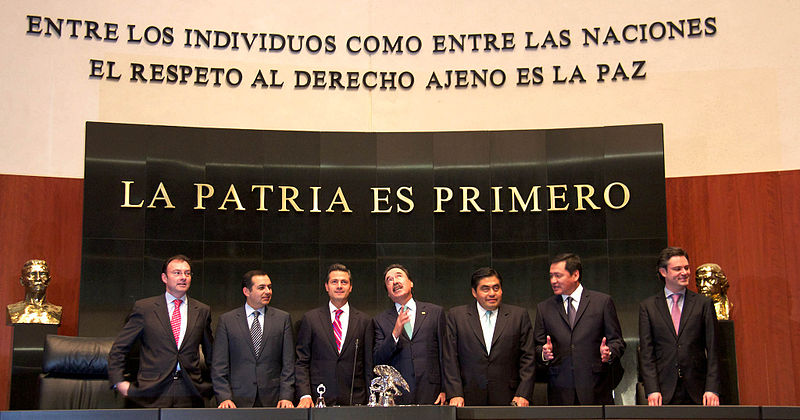 ENTRE LOS INDIVIDUOS COMO ENTRE LAS NACIONES
EL RESPETO AL DERECHO AJENO ES LA PAZ
LA PATRIA ES PRIMERO